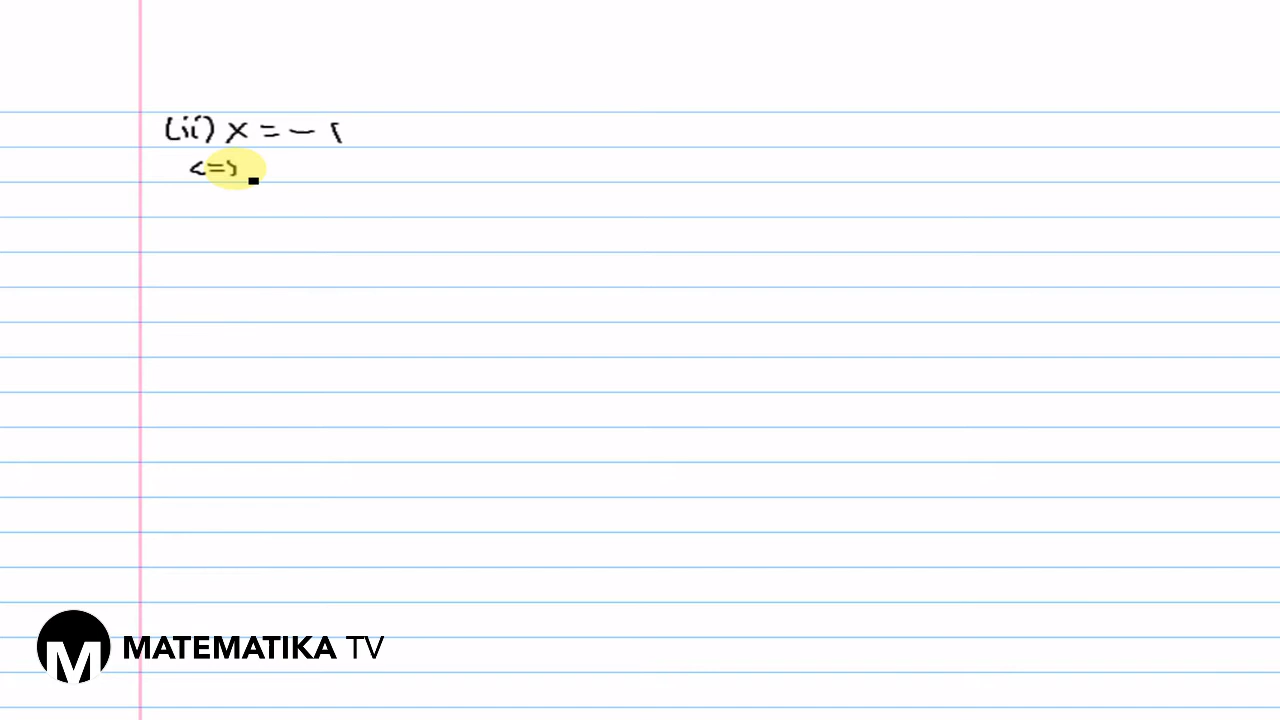 (ii) x = - 1
<=>
MATEMATIKA TV